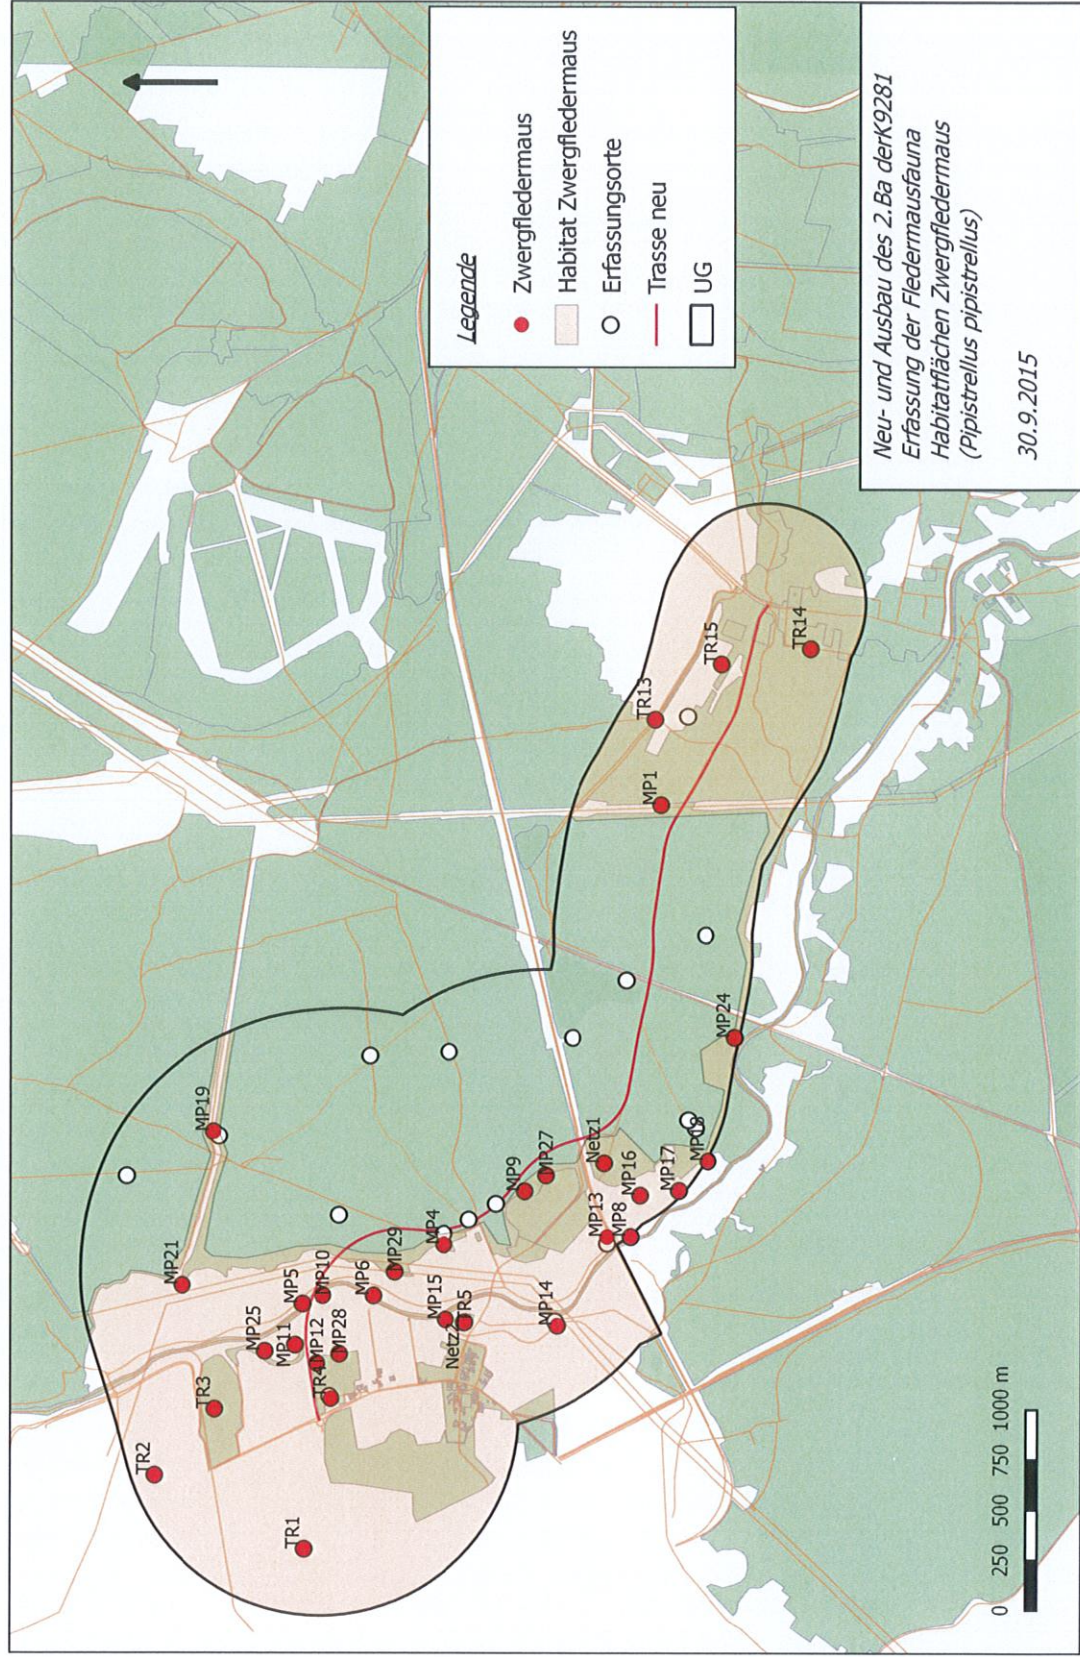 Legende
Zwergfledermaus
Habitat Zwergfledermaus
Erfassungsorte
Trasse neu
UG
Neu- und Ausbau des 2.Ba derK9281
Erfassung der Fledermausfauna
Habitatflächen Zwergfledermaus
(Pipistrellus pipistrellus)
30.9.2015
TR1
TR2
TR3
MP21
MP19
MP25
MP11
MP5
MP10
MP12
TR4
MP28
MP6
MP29
MP4
MP15
TR5
Netz2
MP14
MP9
MP27
Netz1
MP13
MP8
MP16
MP17
MP18
MP24
MP1
TR13
TR15
TR14
0 250 500 750 1000 m